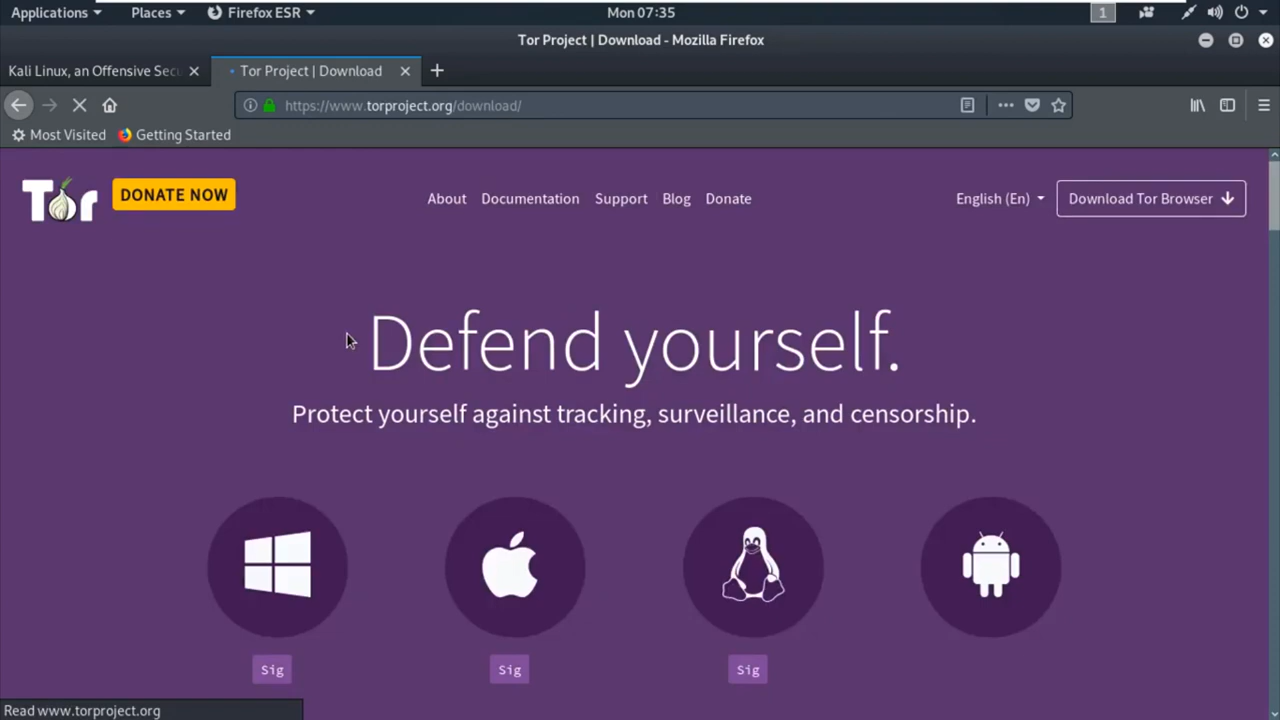 Applications Places Firefox ESR Mon 07:35 1
Tor Project | Download - Mozilla Firefox
Kali Linux, an Offensive Secu Tor Project | Download
https://www.torproject.org/download/
Most Visited Getting Started
Tor DONATE NOW About Documentation Support Blog Donate English (En) Download Tor Browser
Defend yourself.
Protect yourself against tracking, surveillance, and censorship.
Sig Sig Sig
Read www.torproject.org